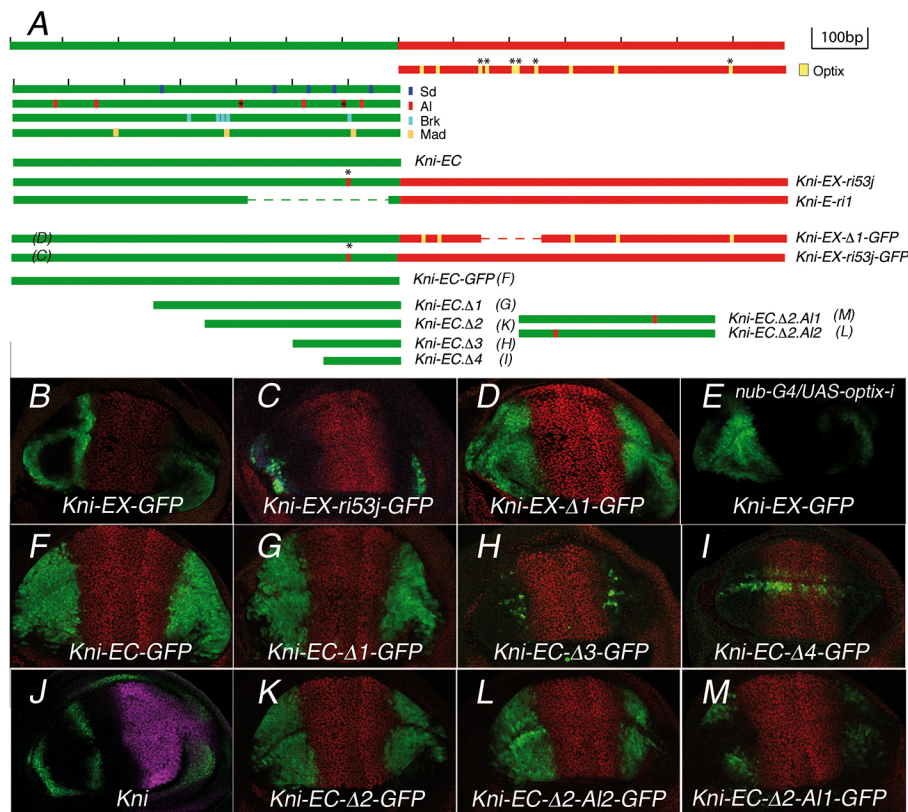 A
100bp
* * ** * *
Optix
Sd
* * Al
Brk
Mad
Kni-EC
*
Kni-EX-ri53j
Kni-E-ri1
(D) Kni-EX-Δ1-GFP
*
(C) Kni-EX-ri53j-GFP
Kni-EC-GFP (F)
Kni-EC.Δ1 (G)
Kni-EC.Δ2 (K)
Kni-EC.Δ3 (H)
Kni-EC.Δ4 (I)
Kni-EC.Δ2.Al1 (M)
Kni-EC.Δ2.Al2 (L)
B
Kni-EX-GFP
C
Kni-EX-ri53j-GFP
D
Kni-EX-Δ1-GFP
E nub-G4/UAS-optix-i
Kni-EX-GFP
F
Kni-EC-GFP
G
Kni-EC-Δ1-GFP
H
Kni-EC-Δ3-GFP
I
Kni-EC-Δ4-GFP
J
Kni
K
Kni-EC-Δ2-GFP
L
Kni-EC-Δ2-Al2-GFP
M
Kni-EC-Δ2-Al1-GFP